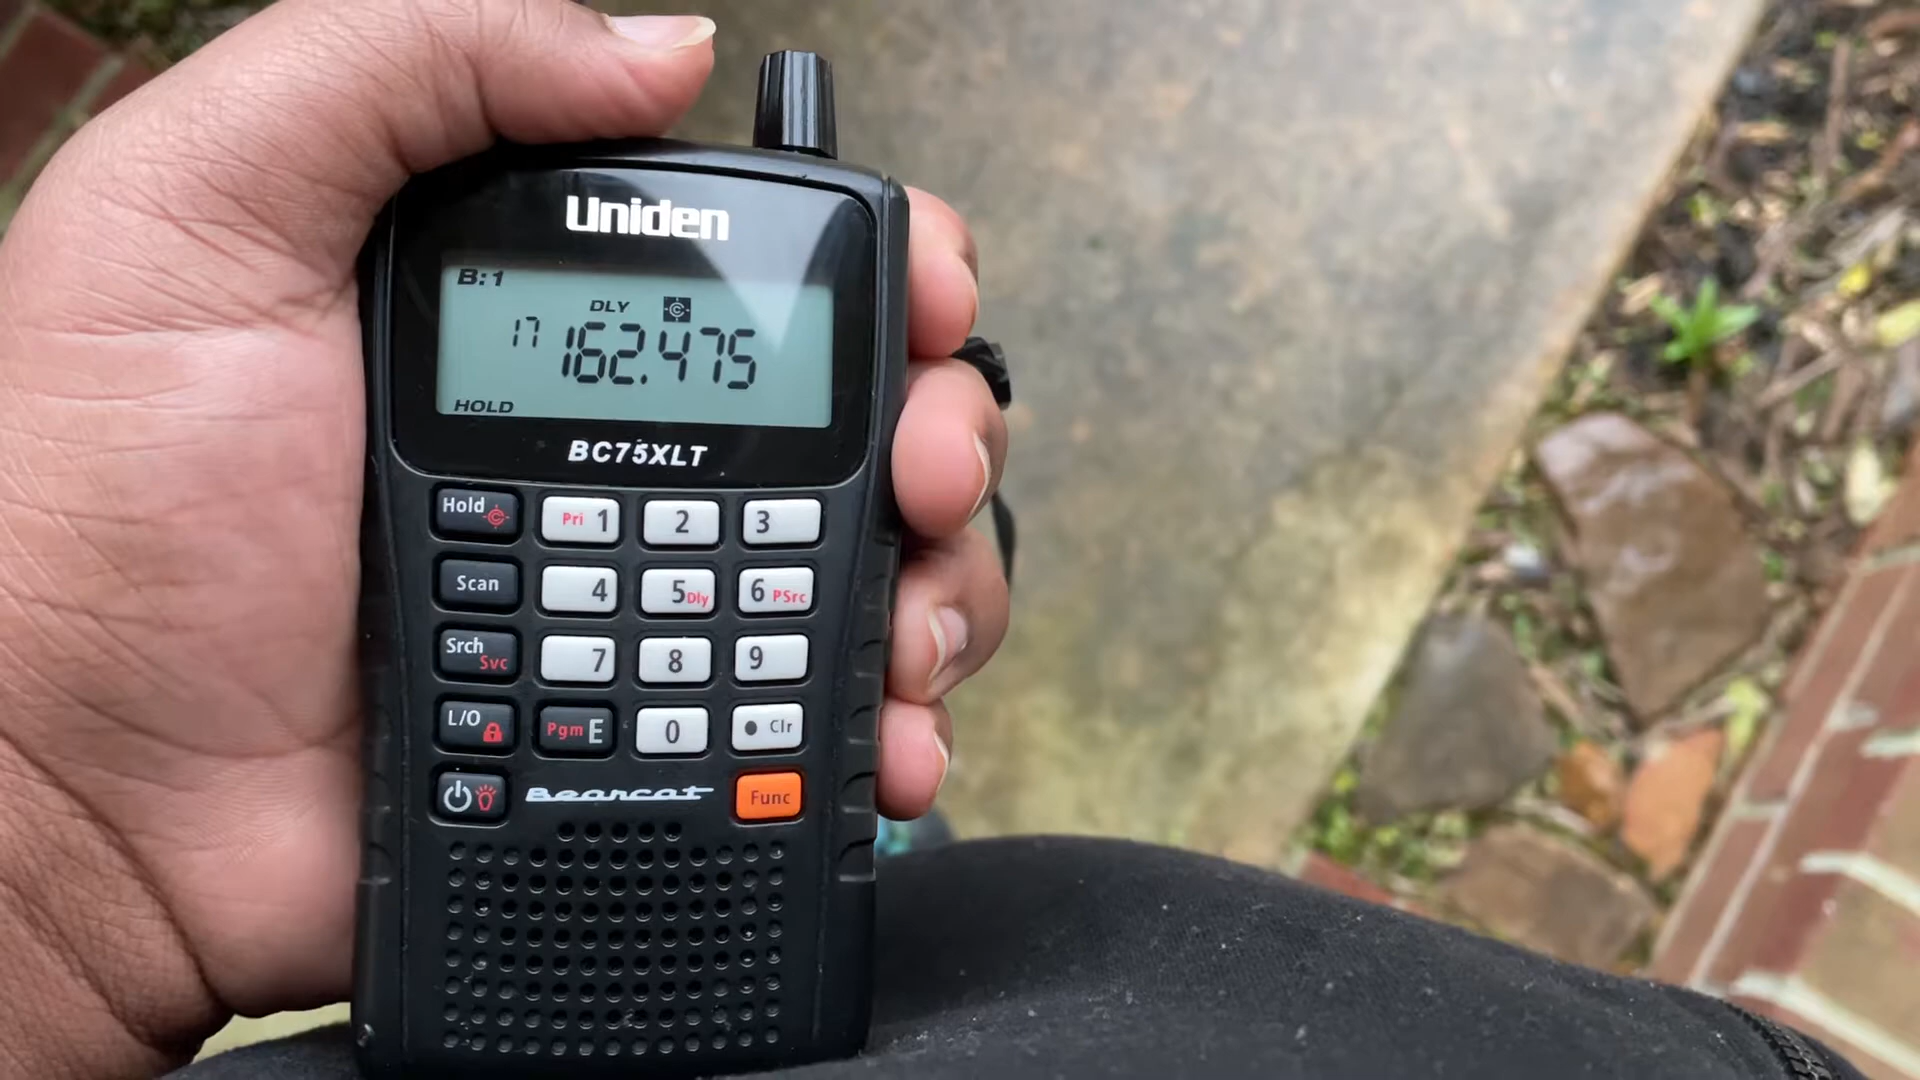 Uniden
B:1
DLY C
17 162.475
HOLD
BC75XLT
Hold C Pri 1 2 3
Scan 4 5 Dly 6 PSrc
Srch Svc 7 8 9
L/O Pgm E 0 • Clr
Bearcat Func